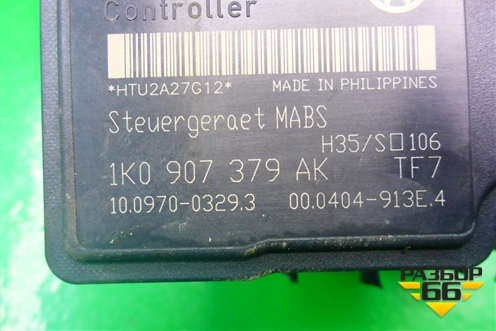 Controller
*HTU2A27G12* MADE IN PHILIPPINES
Steuergeraet MABS
H35/S□106
1K0 907 379 AK TF7
10.0970-0329.3 00.0404-913E.4
РАЗБОР
66